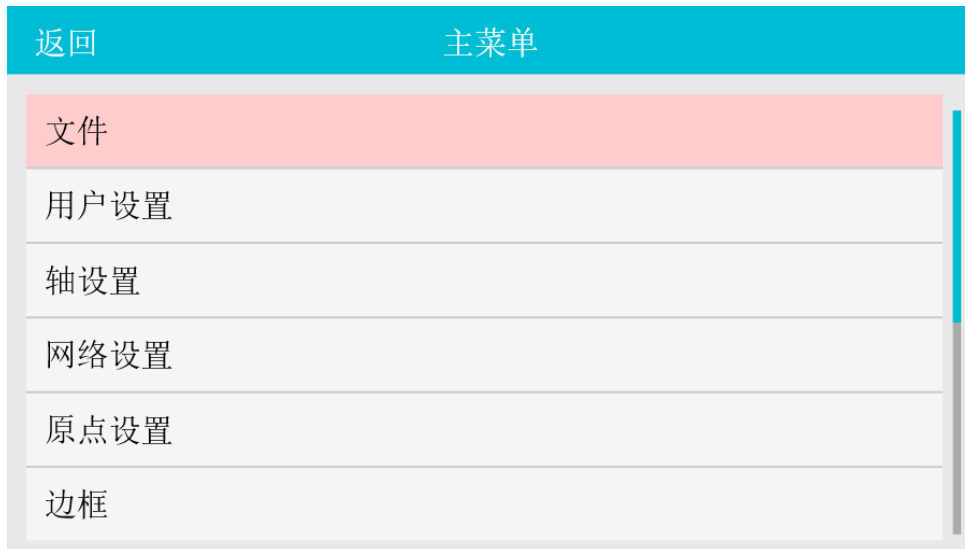 返回 主菜单
文件
用户设置
轴设置
网络设置
原点设置
边框